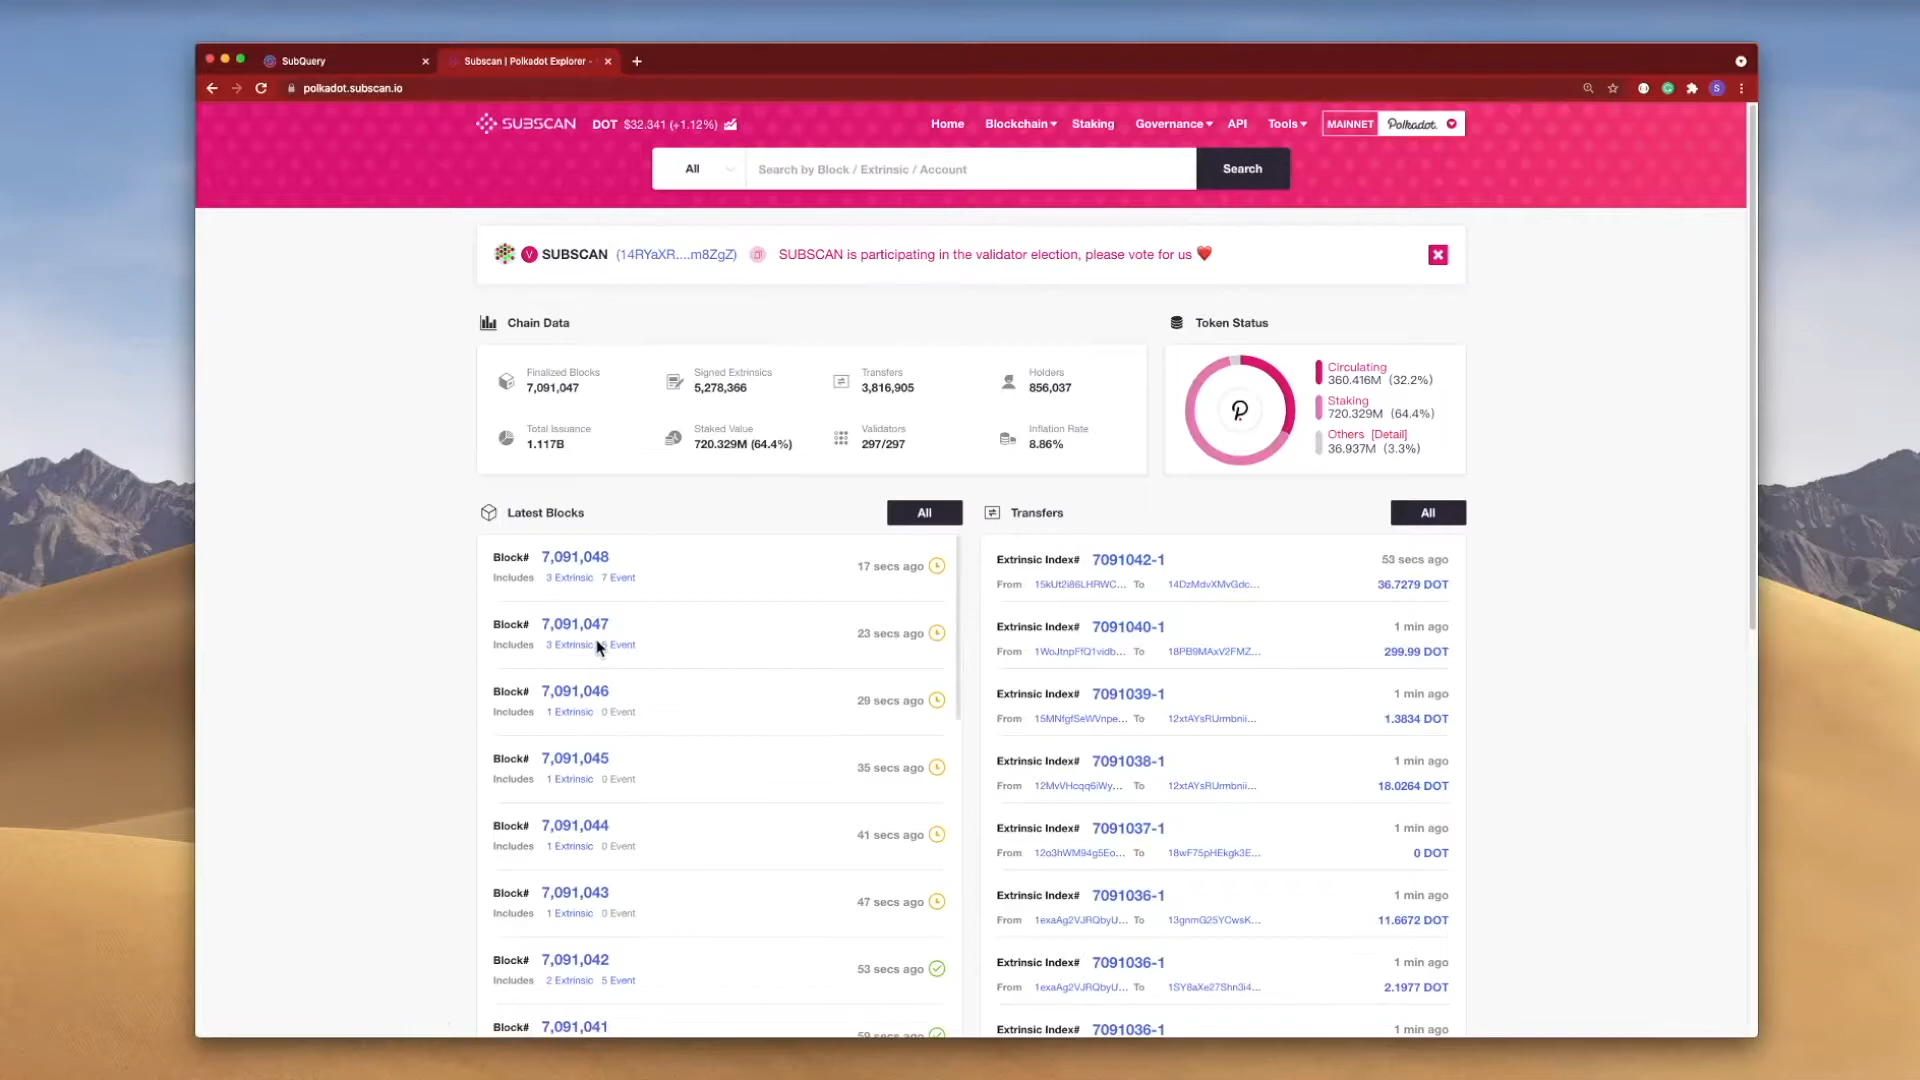 SubQuery
Subscan | Polkadot Explorer -
polkadot.subscan.io
S
SUBSCAN DOT $32.341 (+1.12%)
Home Blockchain Staking Governance API Tools MAINNET Polkadot.
All Search by Block / Extrinsic / Account Search
V SUBSCAN (14RYaXR....m8ZgZ) SUBSCAN is participating in the validator election, please vote for us
Chain Data
Finalized Blocks
7,091,047
Signed Extrinsics
5,278,366
Transfers
3,816,905
Holders
856,037
Total Issuance
1.117B
Staked Value
720.329M (64.4%)
Validators
297/297
Inflation Rate
8.86%
Token Status
Circulating
360.416M (32.2%)
Staking
720.329M (64.4%)
Others [Detail]
36.937M (3.3%)
Latest Blocks All
Block# 7,091,048 17 secs ago
Includes 3 Extrinsic 7 Event
Block# 7,091,047 23 secs ago
Includes 3 Extrinsic Event
Block# 7,091,046 29 secs ago
Includes 1 Extrinsic 0 Event
Block# 7,091,045 35 secs ago
Includes 1 Extrinsic 0 Event
Block# 7,091,044 41 secs ago
Includes 1 Extrinsic 0 Event
Block# 7,091,043 47 secs ago
Includes 1 Extrinsic 0 Event
Block# 7,091,042 53 secs ago
Includes 2 Extrinsic 5 Event
Block# 7,091,041 59 secs ago
Transfers All
Extrinsic Index# 7091042-1 53 secs ago
From 15kUt2i86LHRWC... To 14DzMdvXMvGdc... 36.7279 DOT
Extrinsic Index# 7091040-1 1 min ago
From 1WoJtnpFfQ1vidb... To 18PB9MAxV2FMZ... 299.99 DOT
Extrinsic Index# 7091039-1 1 min ago
From 15MNfgfSeWVnpe... To 12xtAYsRUrmbnii... 1.3834 DOT
Extrinsic Index# 7091038-1 1 min ago
From 12MvVHcqq6iWy... To 12xtAYsRUrmbnii... 18.0264 DOT
Extrinsic Index# 7091037-1 1 min ago
From 12o3hWM94g5Eo... To 18wF75pHEkgk3E... 0 DOT
Extrinsic Index# 7091036-1 1 min ago
From 1exaAg2VJRQbyU... To 13gnmG25YCwsK... 11.6672 DOT
Extrinsic Index# 7091036-1 1 min ago
From 1exaAg2VJRQbyU... To 1SY8aXe27Shn3i4... 2.1977 DOT
Extrinsic Index# 7091036-1 1 min ago